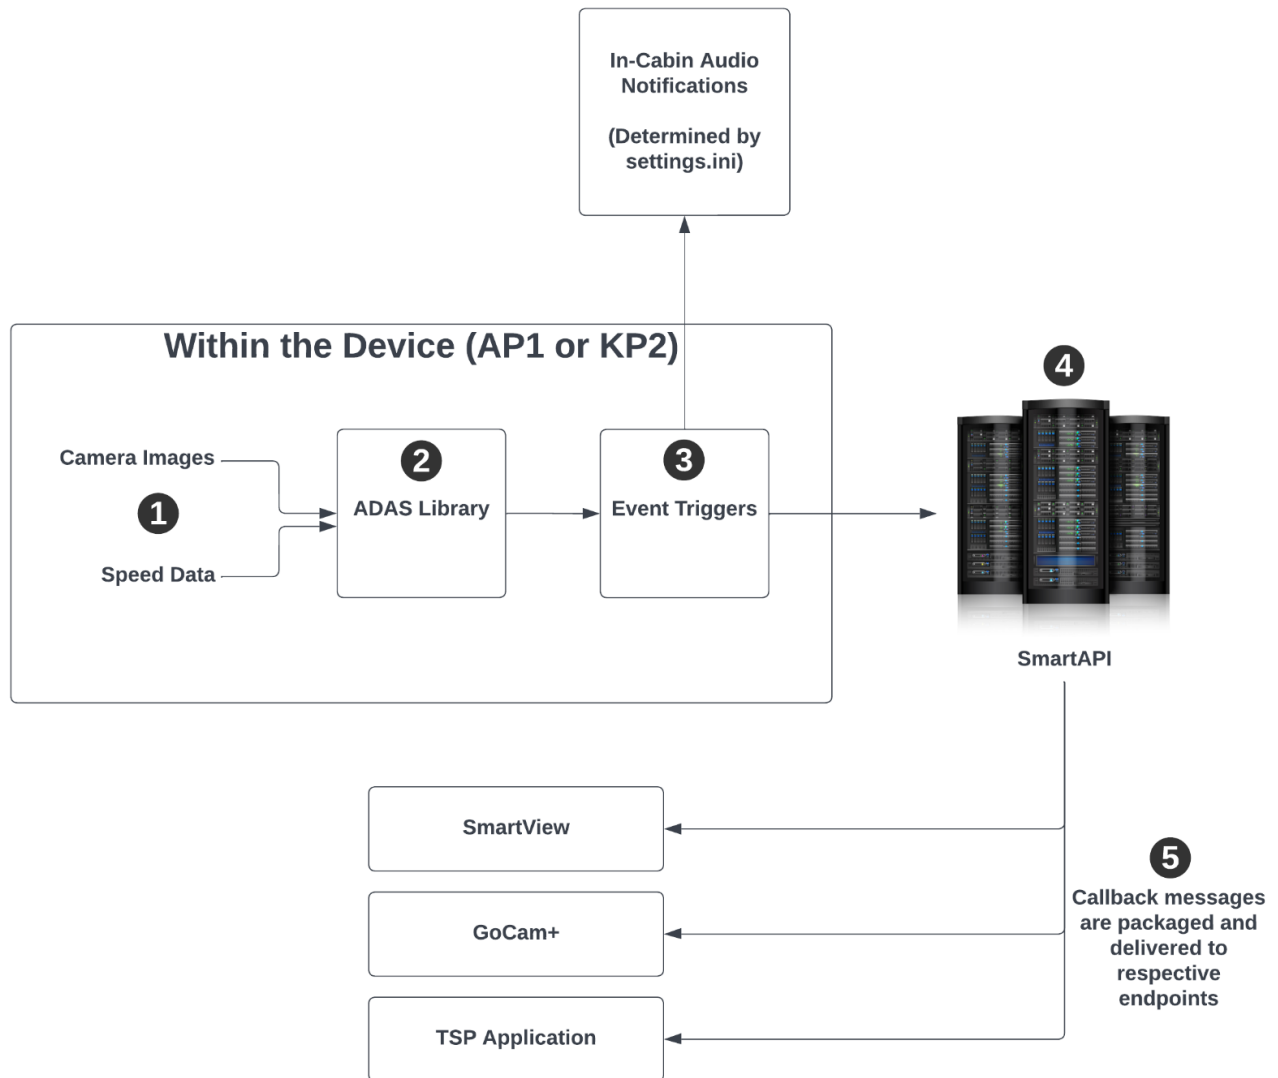 In-Cabin Audio
Notifications
(Determined by
settings.ini)
Within the Device (AP1 or KP2)
4
Camera Images
2
3
1
ADAS Library
Event Triggers
Speed Data
SmartAPI
SmartView
5
Callback messages
are packaged and
delivered to
respective
endpoints
GoCam+
TSP Application